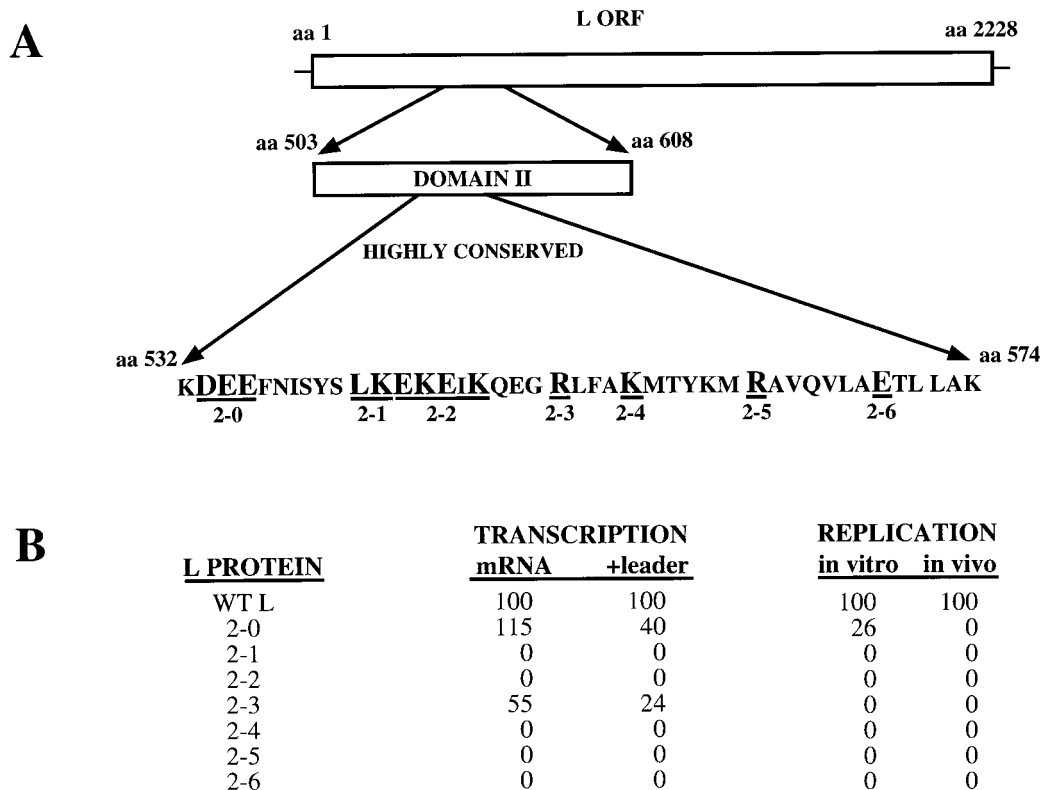 A
L ORF
aa 1
aa 2228
aa 503
aa 608
DOMAIN II
HIGHLY CONSERVED
aa 532
aa 574
KDEEFNISYS LKEKEIKQEG RLFAKMTYKM RAVQVLAETL LAK
2-0 2-1 2-2 2-3 2-4 2-5 2-6
B
TRANSCRIPTION REPLICATION
L PROTEIN mRNA +leader in vitro in vivo
WT L 100 100 100 100
2-0 115 40 26 0
2-1 0 0 0 0
2-2 0 0 0 0
2-3 55 24 0 0
2-4 0 0 0 0
2-5 0 0 0 0
2-6 0 0 0 0